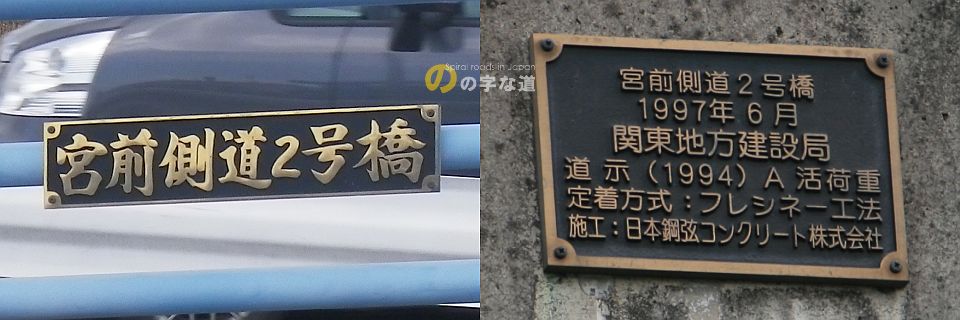 宮前側道2号橋
Spiral roads in Japan
のの字な道
宮前側道2号橋
1997年6月
関東地方建設局
道示(1994)A活荷重
定着方式:フレシネー工法
施工:日本鋼弦コンクリート株式会社